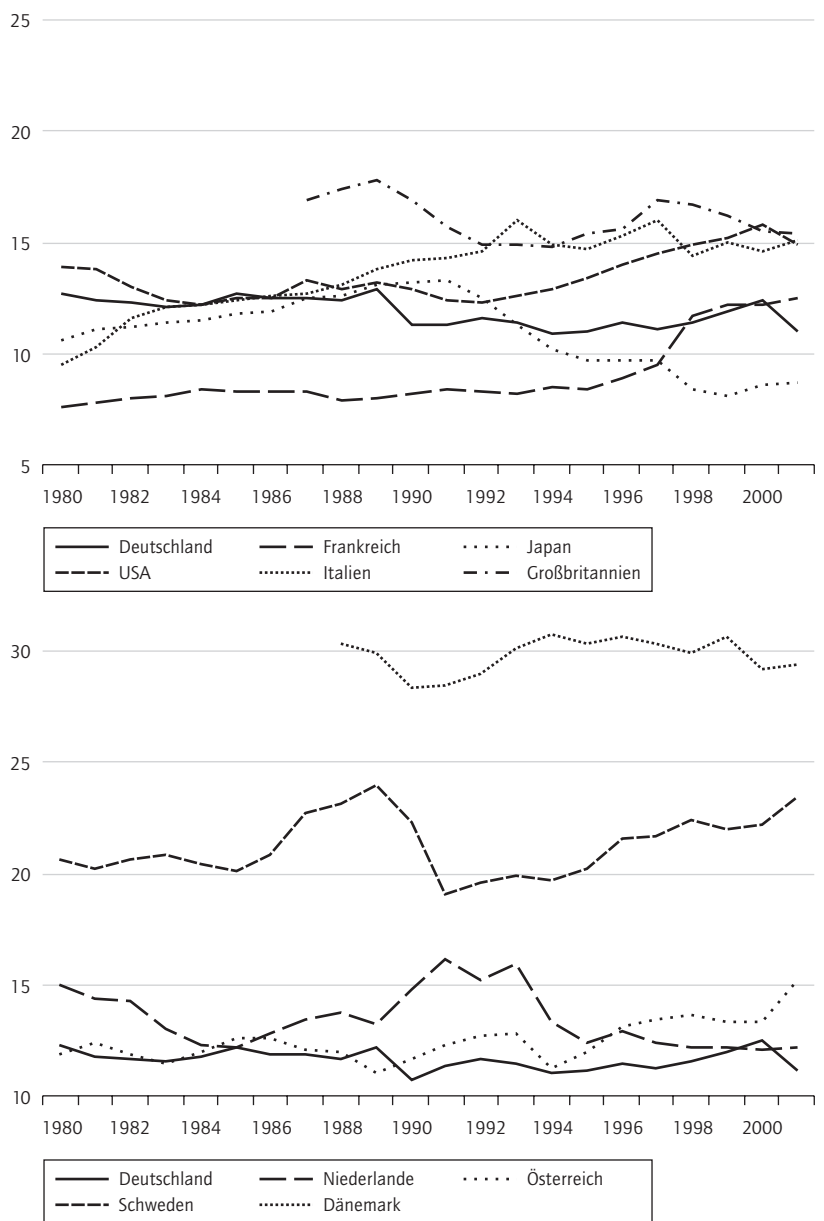 25
20
15
10
5
1980 1982 1984 1986 1988 1990 1992 1994 1996 1998 2000
Deutschland Frankreich Japan
USA Italien Großbritannien
30
25
20
15
10
1980 1982 1984 1986 1988 1990 1992 1994 1996 1998 2000
Deutschland Niederlande Österreich
Schweden Dänemark